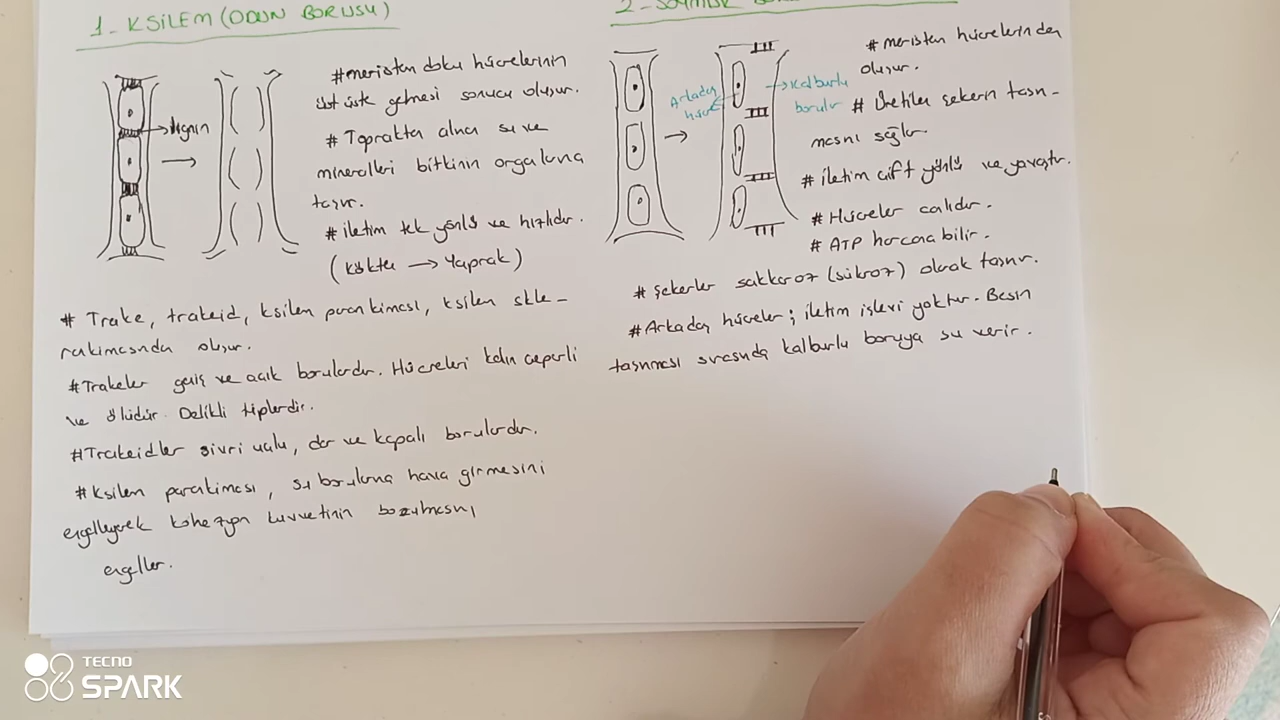 1- KSİLEM (ODUN BORUSU)
lignin
#meristem doku hücrelerinin
üst üste gelmesi sonucu oluşur.
# Topraktan alınan su ve
mineralleri bitkinin organlarına
taşır.
# iletim tek yönlü ve hızlıdır.
(Kökten → Yaprak)
# Trake, trakeid, ksilem parankiması, ksilem skle-
rankimasından oluşur.
#Trakeler geniş ve açık borulardır. Hücreleri kalın çeperli
ve ölüdür. Delikli tiplerdir.
#Trakeidler sivri uçlu, dar ve kapalı borulardır.
#Ksilem parankiması, su borularına hava girmesini
engelleyerek kohezyon kuvvetinin bozulmasını
engeller.
2- SOYMUK
Arkadaş
hücre
Kalburlu
borular
# meristem hücrelerinden
oluşur.
# Üretilen şekerin taşın-
masını sağlar.
# iletim çift yönlü ve yavaştır.
# Hücreler canlıdır.
# ATP harcanabilir.
# Şekerler sakkaroz (sükroz) olarak taşınır.
#Arkadaş hücreler; iletim işlevi yoktur. Besin
taşınması sırasında kalburlu boruya su verir.
TECNO
SPARK